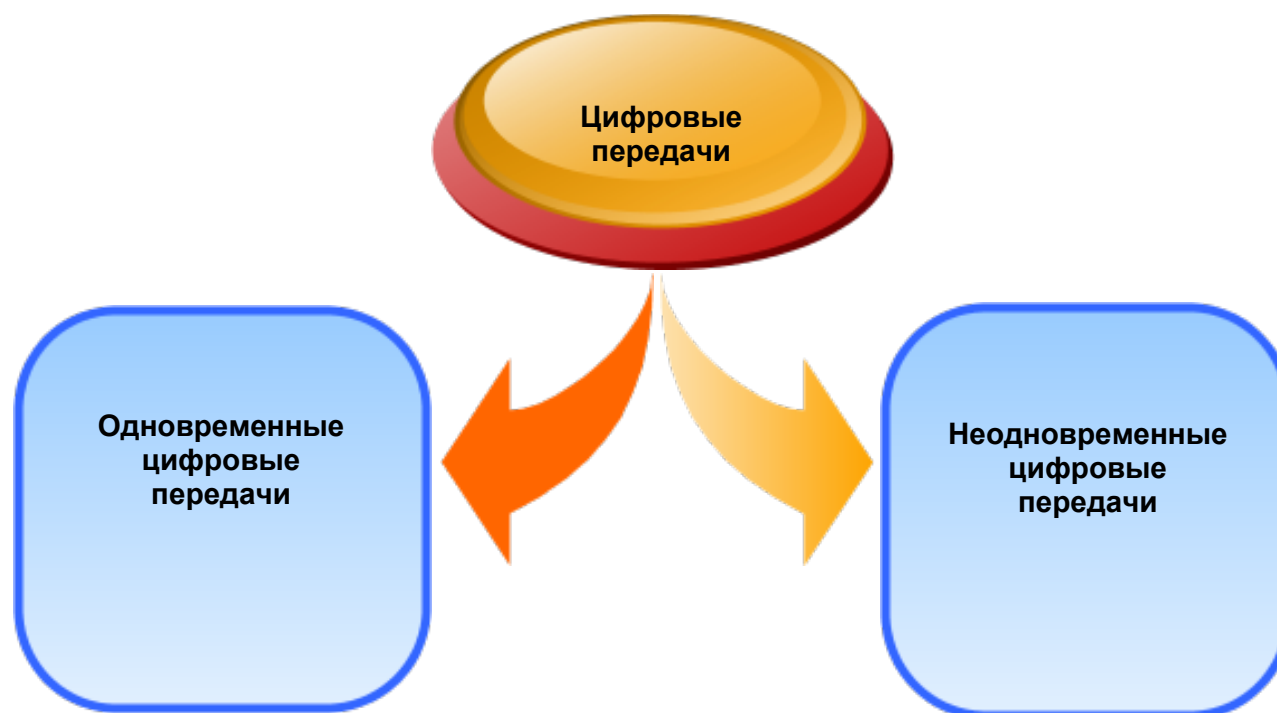 Цифровые
передачи
Одновременные
цифровые
передачи
Неодновременные
цифровые
передачи